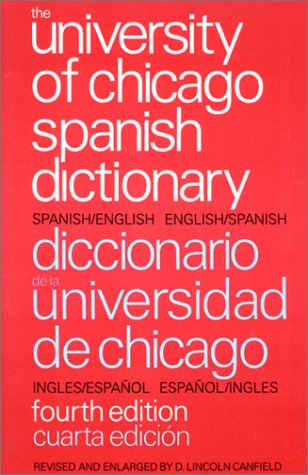 the
university
of chicago
spanish
dictionary
SPANISH/ENGLISH ENGLISH/SPANISH
diccionario
de la
universidad
de chicago
INGLES/ESPAÑOL ESPAÑOL/INGLES
fourth edition
cuarta edición
REVISED AND ENLARGED BY D. LINCOLN CANFIELD